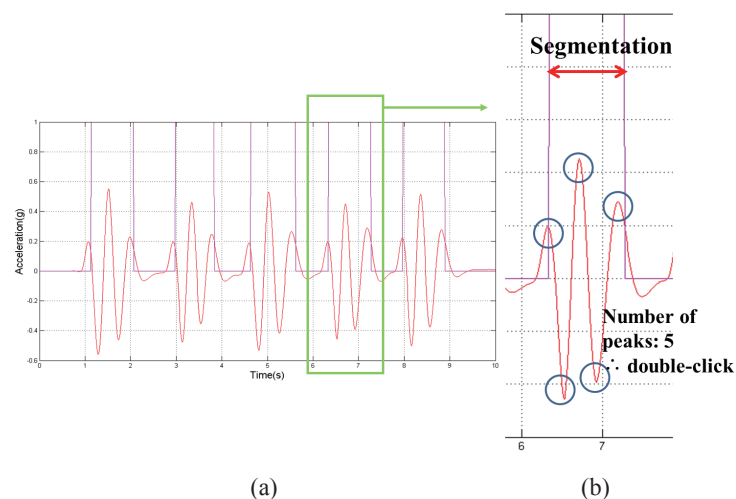 Segmentation
1
0.8
0.6
0.4
0.2
0
-0.2
-0.4
-0.6
Acceleration(g)
0 1 2 3 4 5 6 7 8 9 10
Time(s)
Number of
peaks: 5
∴ double-click
6 7
(a) (b)